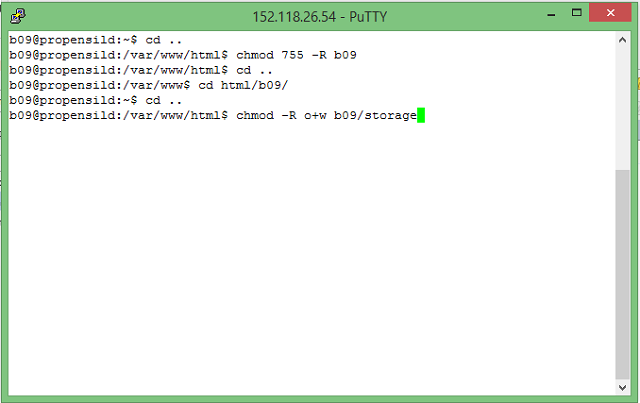 152.118.26.54 - PuTTY
b09@propensild:~$ cd ..
b09@propensild:/var/www/html$ chmod 755 -R b09
b09@propensild:/var/www/html$ cd ..
b09@propensild:/var/www$ cd html/b09/
b09@propensild:~$ cd ..
b09@propensild:/var/www/html$ chmod -R o+w b09/storage